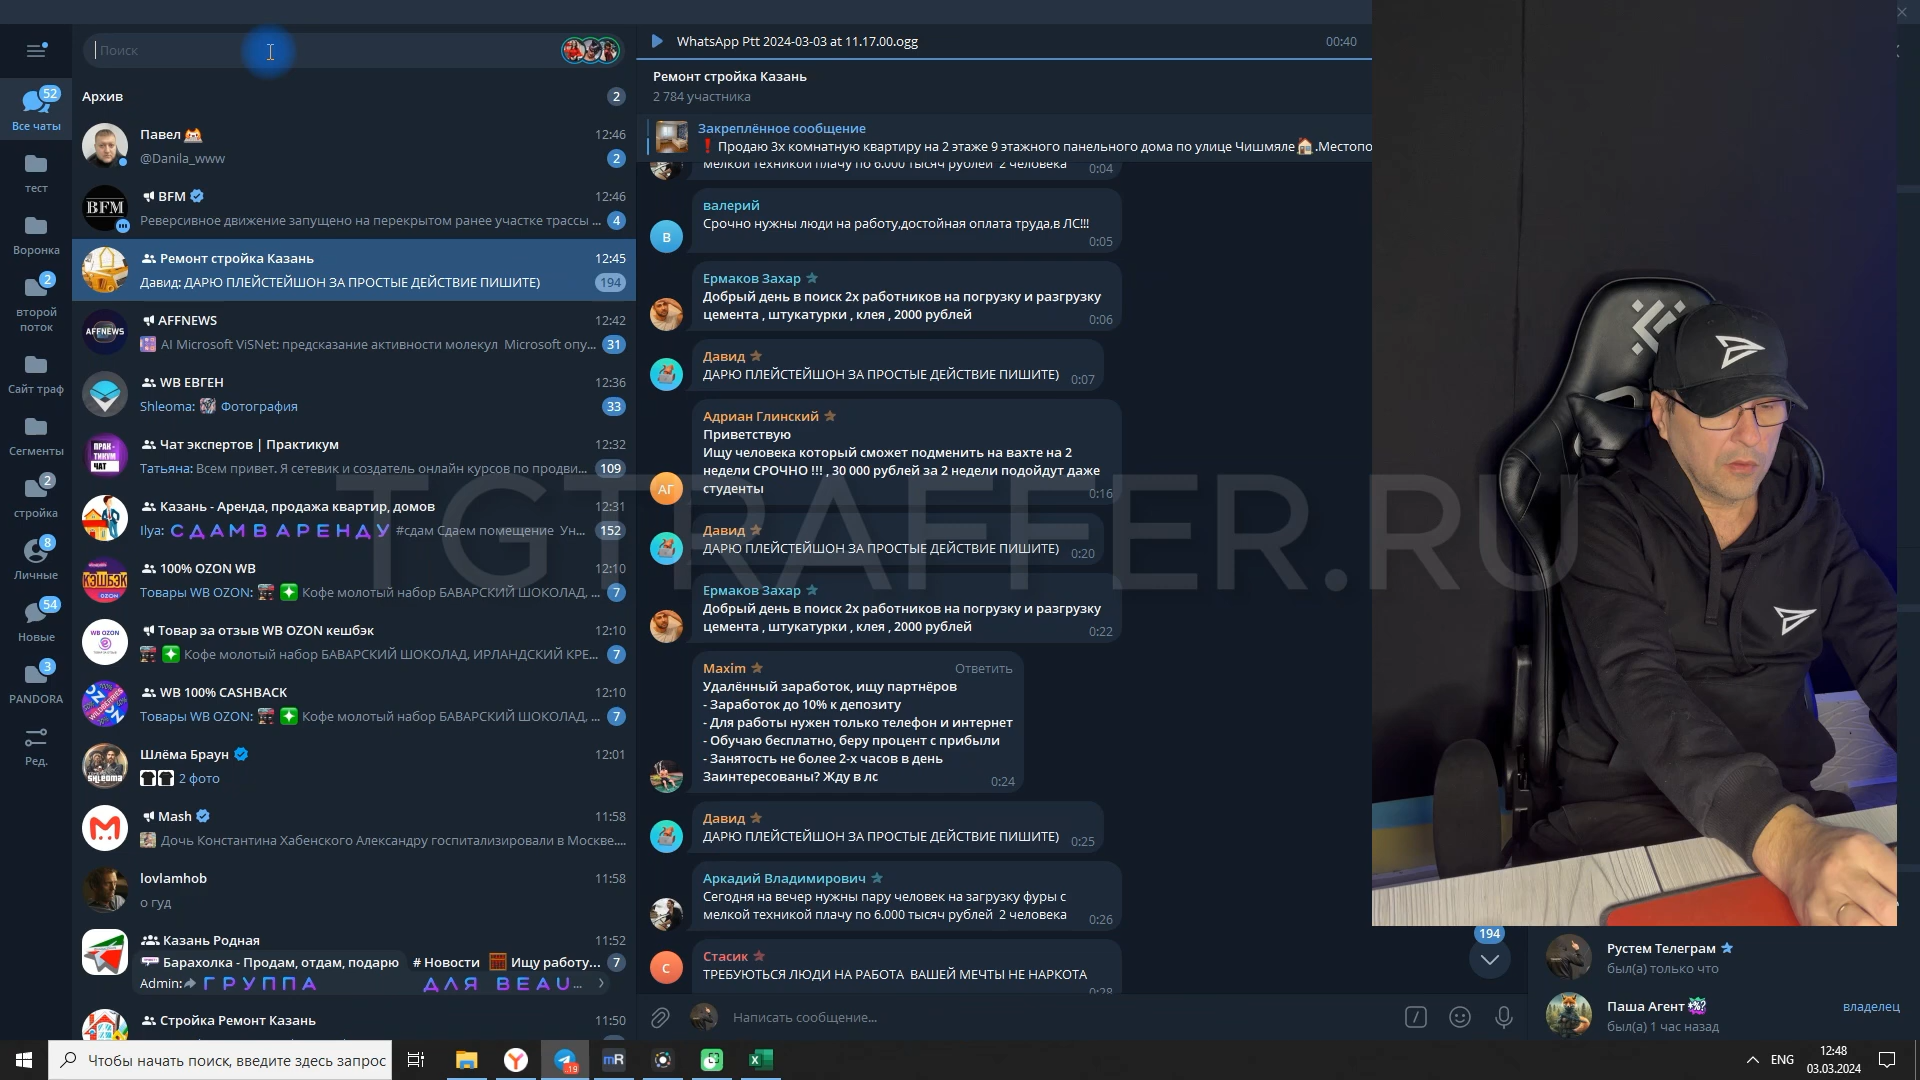 Поиск
Архив
2
Павел
12:46
@Danila_www
2
BFM
12:46
Реверсивное движение запущено на перекрытом ранее участке трассы ...
4
Ремонт стройка Казань
12:45
Давид: ДАРЮ ПЛЕЙСТЕЙШОН ЗА ПРОСТЫЕ ДЕЙСТВИЕ ПИШИТЕ)
194
AFFNEWS
AFFNEWS
12:42
AI Microsoft ViSNet: предсказание активности молекул Microsoft опу...
31
WB ЕВГЕН
12:36
Shleoma: Фотография
33
ПРАК-
ТИКУМ
ЧАТ
Чат экспертов | Практикум
12:32
Татьяна: Всем привет. Я сетевик и создатель онлайн курсов по продви...
109
Казань - Аренда, продажа квартир, домов
12:31
Ilya: СДАМ В АРЕНДУ #сдам Сдаем помещение Ун...
152
КЭШБЭК
OZON
100% OZON WB
12:10
Товары WB OZON: Кофе молотый набор БАВАРСКИЙ ШОКОЛАД, ...
7
WB OZON
Товар за отзыв WB OZON кешбэк
12:10
Кофе молотый набор БАВАРСКИЙ ШОКОЛАД, ИРЛАНДСКИЙ КРЕ...
7
WB 100% CASHBACK
12:10
Товары WB OZON: Кофе молотый набор БАВАРСКИЙ ШОКОЛАД, ...
7
Шлёма Браун
12:01
2 фото
Mash
11:58
Дочь Константина Хабенского Александру госпитализировали в Москве....
lovlamhob
11:58
о гуд
Казань Родная
11:52
Барахолка - Продам, отдам, подарю # Новости Ищу работу...
7
Admin: ГРУППА ДЛЯ BEAU...
Стройка Ремонт Казань
11:50
52
Все чаты
тест
Воронка
2
второй
поток
Сайт траф
Сегменты
2
стройка
8
Личные
54
Новые
3
PANDORA
Ред.
WhatsApp Ptt 2024-03-03 at 11.17.00.ogg
00:40
Ремонт стройка Казань
2 784 участника
Закреплённое сообщение
❗ Продаю 3х комнатную квартиру на 2 этаже 9 этажного панельного дома по улице Чишмяле🏠.Местопо
мелкой техникой плачу по 6.000 тысяч рублей 2 человека
0:04
валерий
Срочно нужны люди на работу,достойная оплата труда,в ЛС!!!
0:05
В
Ермаков Захар
Добрый день в поиск 2х работников на погрузку и разгрузку
цемента , штукатурки , клея , 2000 рублей
0:06
Давид
ДАРЮ ПЛЕЙСТЕЙШОН ЗА ПРОСТЫЕ ДЕЙСТВИЕ ПИШИТЕ)
0:07
Адриан Глинский
Приветствую
Ищу человека который сможет подменить на вахте на 2
недели СРОЧНО !!! , 30 000 рублей за 2 недели подойдут даже
студенты
0:16
АГ
Давид
ДАРЮ ПЛЕЙСТЕЙШОН ЗА ПРОСТЫЕ ДЕЙСТВИЕ ПИШИТЕ)
0:20
Ермаков Захар
Добрый день в поиск 2х работников на погрузку и разгрузку
цемента , штукатурки , клея , 2000 рублей
0:22
Maxim
Ответить
Удалённый заработок, ищу партнёров
- Заработок до 10% к депозиту
- Для работы нужен только телефон и интернет
- Обучаю бесплатно, беру процент с прибыли
- Занятость не более 2-х часов в день
Заинтересованы? Жду в лс
0:24
Давид
ДАРЮ ПЛЕЙСТЕЙШОН ЗА ПРОСТЫЕ ДЕЙСТВИЕ ПИШИТЕ)
0:25
Аркадий Владимирович
Сегодня на вечер нужны пару человек на загрузку фуры с
мелкой техникой плачу по 6.000 тысяч рублей 2 человека
0:26
Стасик
ТРЕБУЮТЬСЯ ЛЮДИ НА РАБОТА ВАШЕЙ МЕЧТЫ НЕ НАРКОТА
0:28
С
194
Написать сообщение...
Рустем Телеграм
был(а) только что
Паша Агент
владелец
был(а) 1 час назад
TGTRAFFER.RU
Чтобы начать поиск, введите здесь запрос
ENG
12:48
03.03.2024